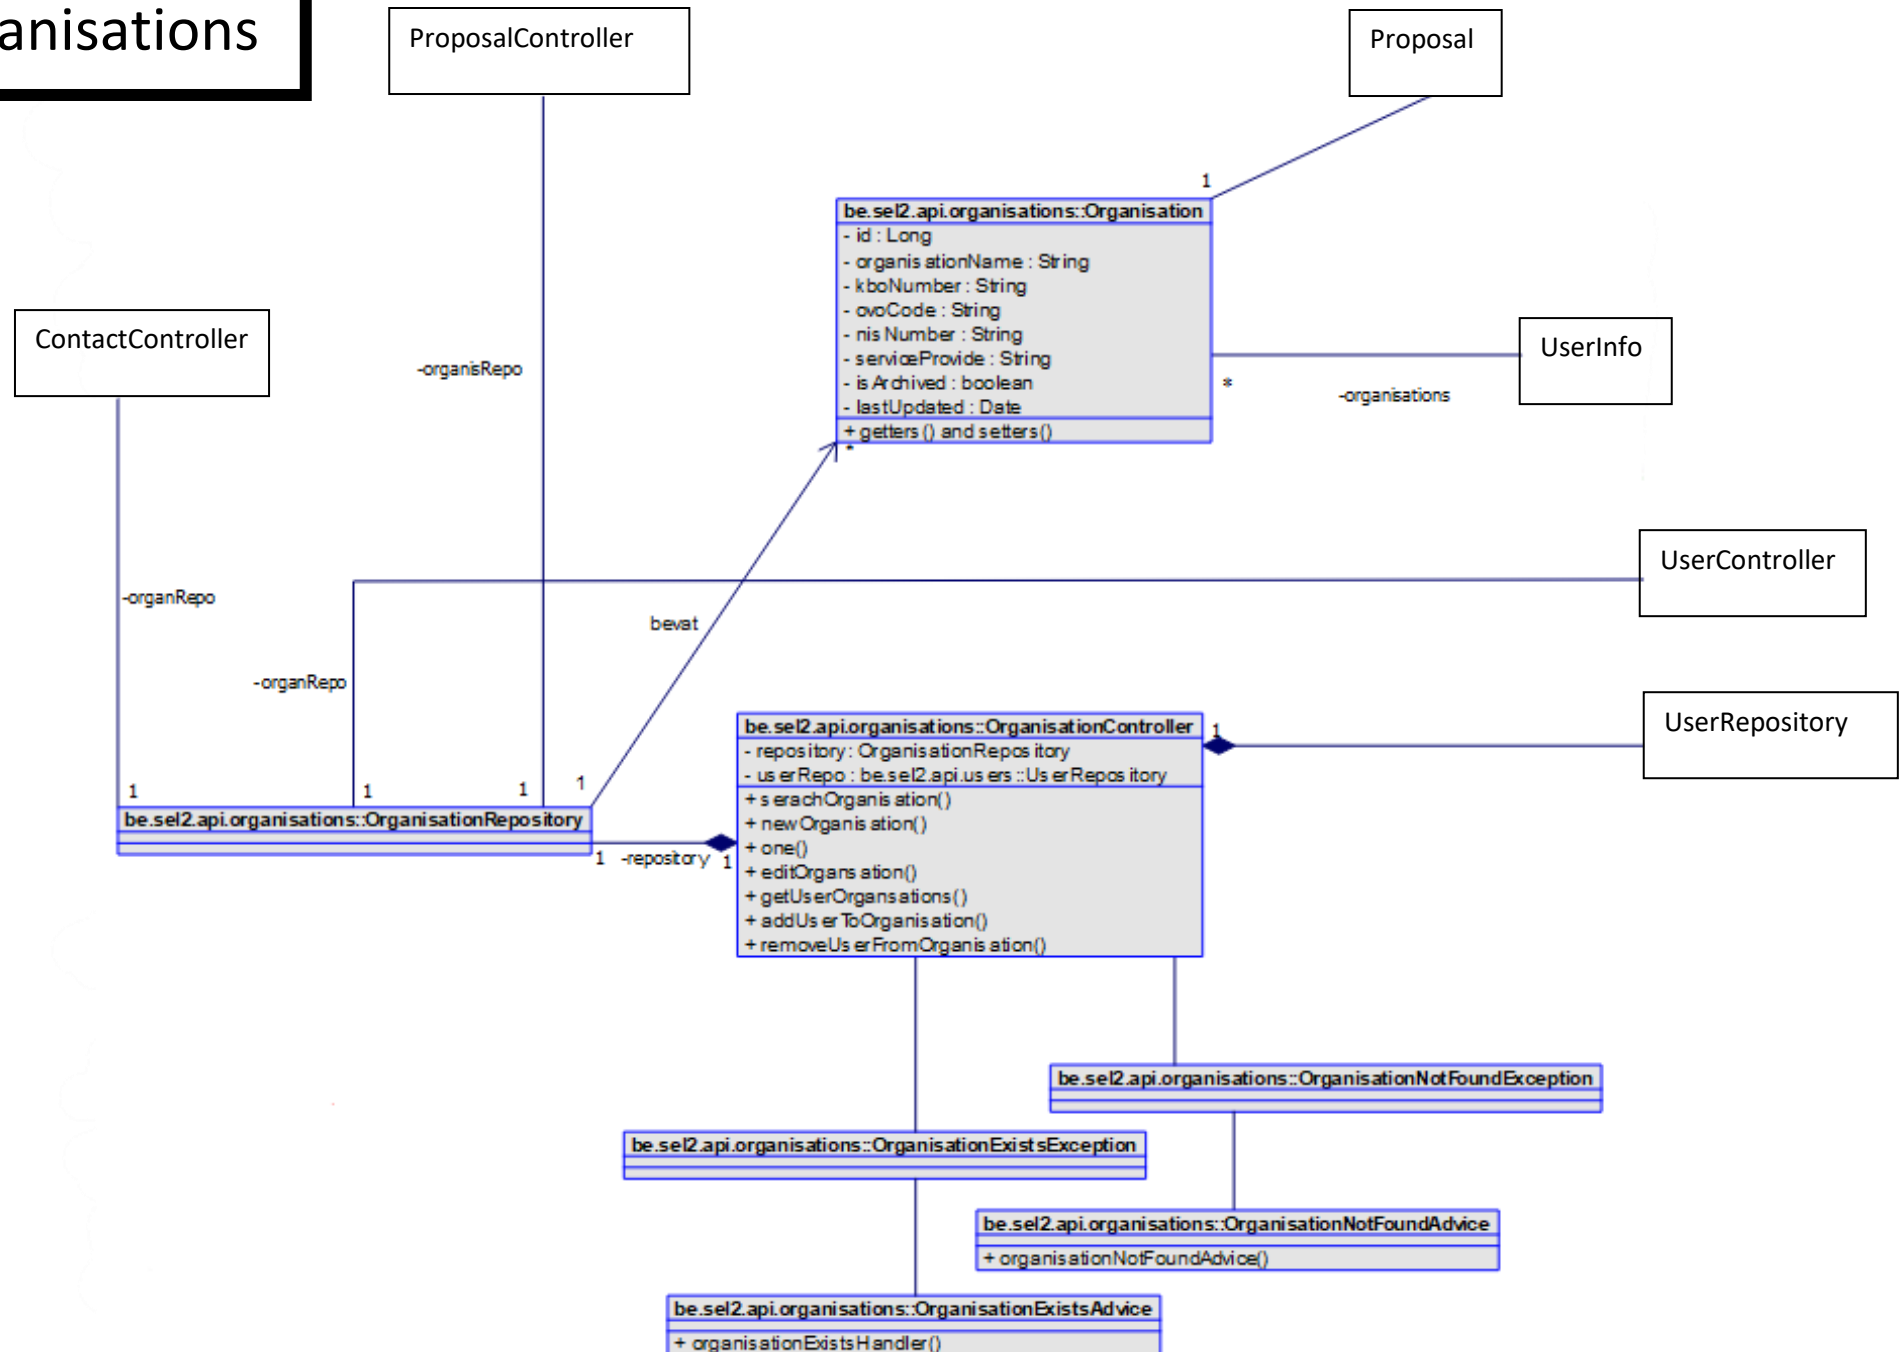 anisations
ProposalController
Proposal
1
be.sel2.api.organisations::Organisation
- id : Long
- organisationName : String
- kboNumber : String
- ovoCode : String
- nisNumber : String
- serviceProvide : String
- isArchived : boolean
- lastUpdated : Date
+ getters () and setters()
*
ContactController
-organisRepo
UserInfo
*
-organisations
UserController
-organRepo
bevat
-organRepo
UserRepository
be.sel2.api.organisations::OrganisationController
- repository : OrganisationRepository
- userRepo : be.sel2.api.users::UserRepository
+ serachOrganisation()
+ newOrganisation()
+ one()
+ editOrgansation()
+ getUserOrgansations()
+ addUserToOrganisation()
+ removeUserFromOrganisation()
1
1
1
1
1
be.sel2.api.organisations::OrganisationRepository
1
-repository
1
be.sel2.api.organisations::OrganisationNotFoundException
be.sel2.api.organisations::OrganisationExistsException
be.sel2.api.organisations::OrganisationNotFoundAdvice
+ organisationNotFoundAdvice()
be.sel2.api.organisations::OrganisationExistsAdvice
+ organisationExistsHandler()